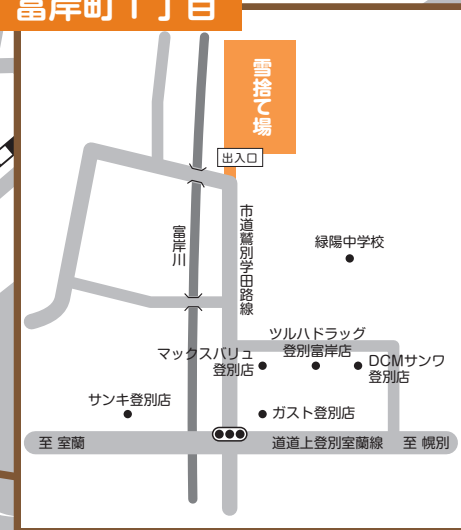 富岸町1丁目
雪捨て場
出入口
市道鷲別学田路線
富岸川
緑陽中学校
ツルハドラッグ
登別富岸店
マックスバリュ
登別店
DCMサンワ
登別店
サンキ登別店
ガスト登別店
至 室蘭
道道上登別室蘭線
至 幌別